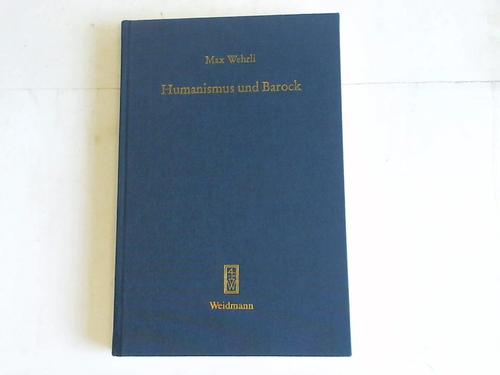 Max Wehrli
Humanismus und Barock
W
Weidmann